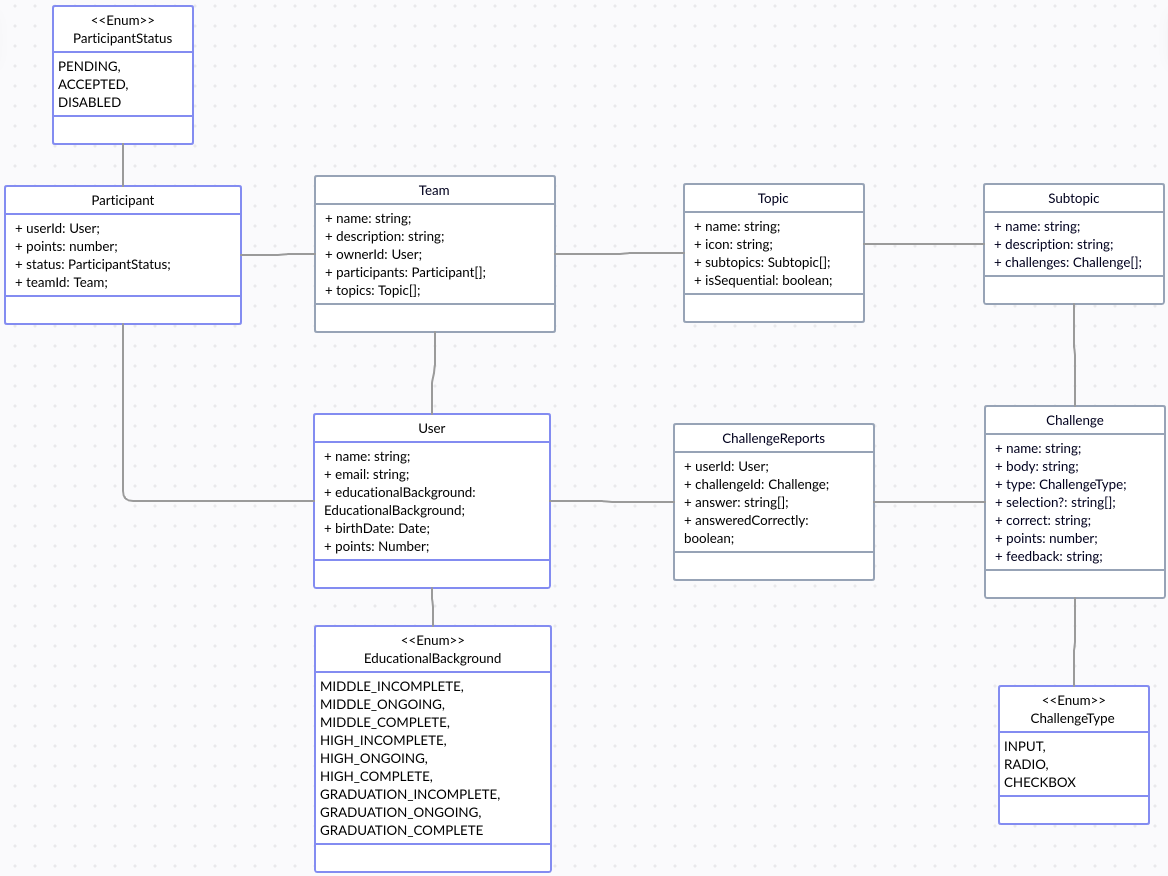 <<Enum>>
ParticipantStatus
PENDING,
ACCEPTED,
DISABLED
Participant
+ userId: User;
+ points: number;
+ status: ParticipantStatus;
+ teamId: Team;
Team
+ name: string;
+ description: string;
+ ownerId: User;
+ participants: Participant[];
+ topics: Topic[];
Topic
+ name: string;
+ icon: string;
+ subtopics: Subtopic[];
+ isSequential: boolean;
Subtopic
+ name: string;
+ description: string;
+ challenges: Challenge[];
User
+ name: string;
+ email: string;
+ educationalBackground:
EducationalBackground;
+ birthDate: Date;
+ points: Number;
ChallengeReports
+ userId: User;
+ challengeId: Challenge;
+ answer: string[];
+ answeredCorrectly:
boolean;
Challenge
+ name: string;
+ body: string;
+ type: ChallengeType;
+ selection?: string[];
+ correct: string;
+ points: number;
+ feedback: string;
<<Enum>>
EducationalBackground
MIDDLE_INCOMPLETE,
MIDDLE_ONGOING,
MIDDLE_COMPLETE,
HIGH_INCOMPLETE,
HIGH_ONGOING,
HIGH_COMPLETE,
GRADUATION_INCOMPLETE,
GRADUATION_ONGOING,
GRADUATION_COMPLETE
<<Enum>>
ChallengeType
INPUT,
RADIO,
CHECKBOX